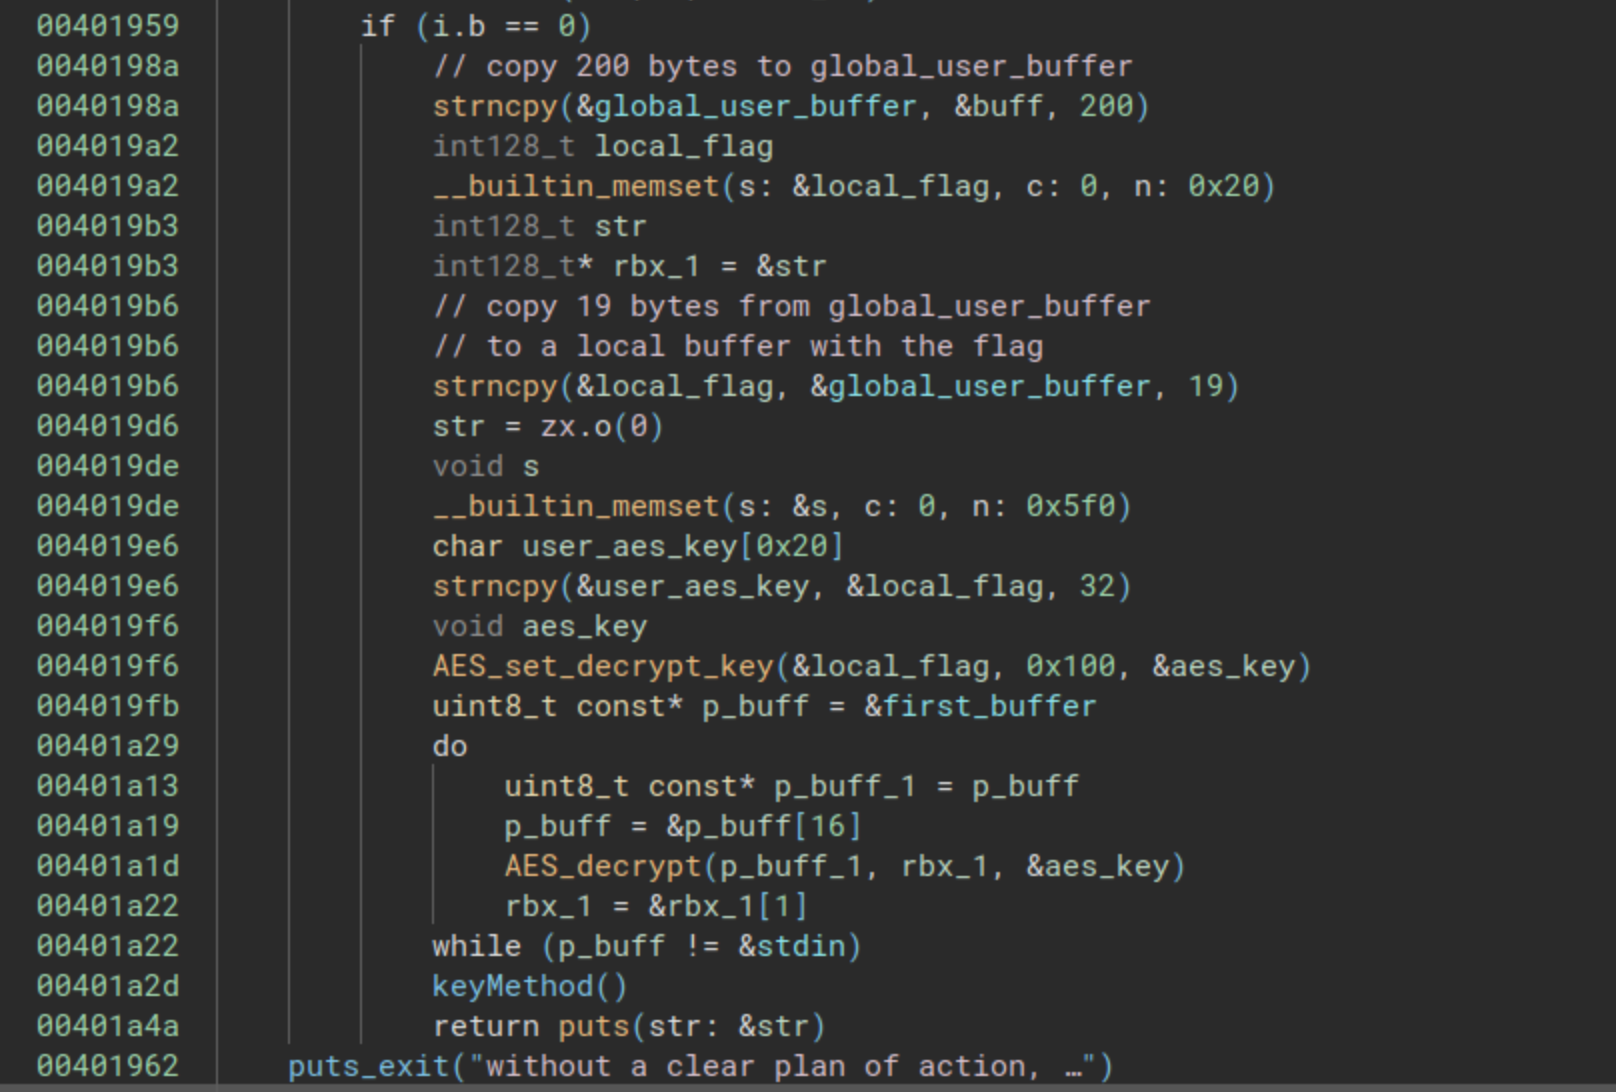 00401959 if (i.b == 0)
0040198a // copy 200 bytes to global_user_buffer
0040198a strncpy(&global_user_buffer, &buff, 200)
004019a2 int128_t local_flag
004019a2 __builtin_memset(s: &local_flag, c: 0, n: 0x20)
004019b3 int128_t str
004019b3 int128_t* rbx_1 = &str
004019b6 // copy 19 bytes from global_user_buffer
004019b6 // to a local buffer with the flag
004019b6 strncpy(&local_flag, &global_user_buffer, 19)
004019d6 str = zx.o(0)
004019de void s
004019de __builtin_memset(s: &s, c: 0, n: 0x5f0)
004019e6 char user_aes_key[0x20]
004019e6 strncpy(&user_aes_key, &local_flag, 32)
004019f6 void aes_key
004019f6 AES_set_decrypt_key(&local_flag, 0x100, &aes_key)
004019fb uint8_t const* p_buff = &first_buffer
00401a29 do
00401a13 uint8_t const* p_buff_1 = p_buff
00401a19 p_buff = &p_buff[16]
00401a1d AES_decrypt(p_buff_1, rbx_1, &aes_key)
00401a22 rbx_1 = &rbx_1[1]
00401a22 while (p_buff != &stdin)
00401a2d keyMethod()
00401a4a return puts(str: &str)
00401962 puts_exit("without a clear plan of action, …")